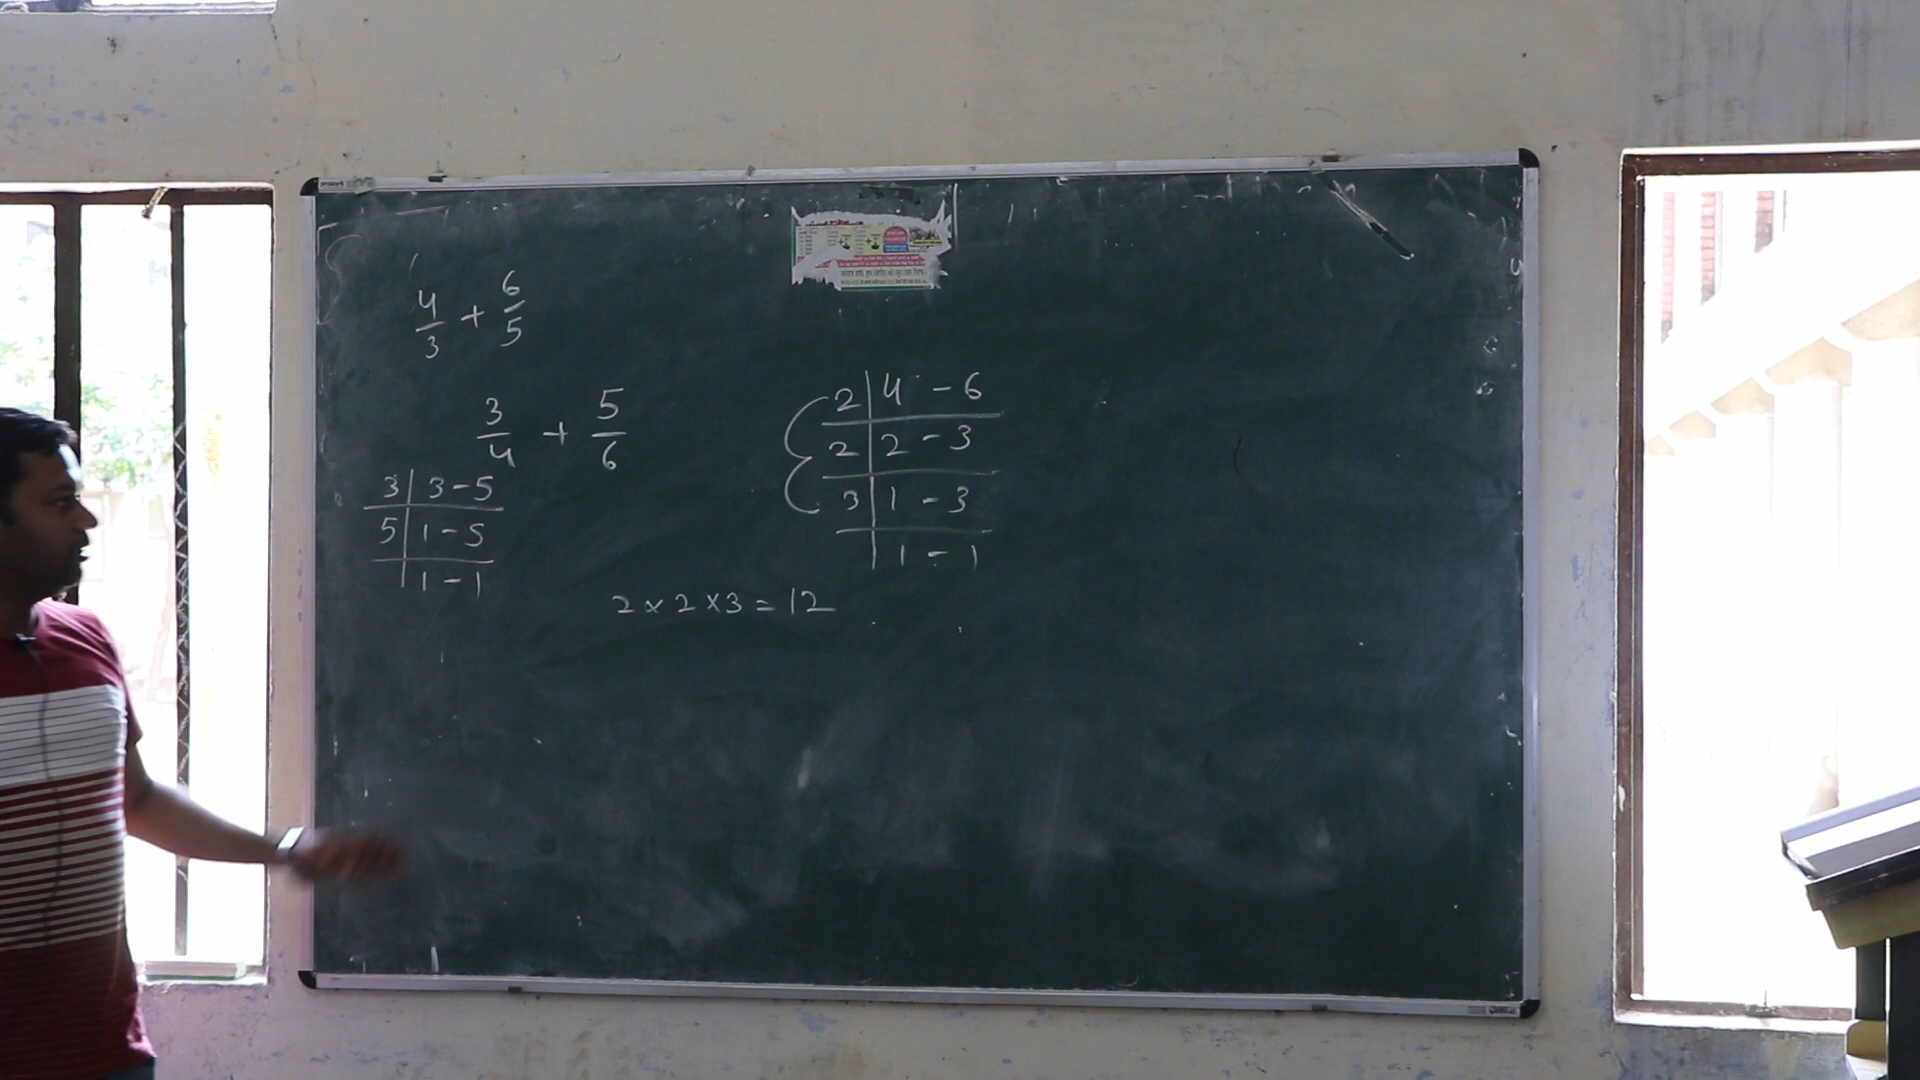 4/3 + 6/5
3/4 + 5/6
3 | 3 - 5
5 | 1 - 5
| 1 - 1
2 | 4 - 6
2 | 2 - 3
3 | 1 - 3
| 1 - 1
2 × 2 × 3 = 12